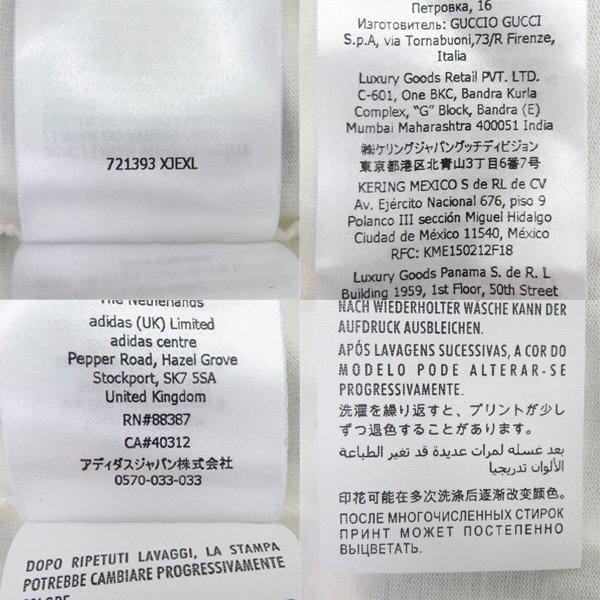 721393 XJEXL
Петровка, 16
Изготовитель: GUCCIO GUCCI
S.p.A, via Tornabuoni,73/R Firenze,
Italia
Luxury Goods Retail PVT. LTD.
C-601, One BKC, Bandra Kurla
Complex, “G” Block, Bandra (E)
Mumbai Maharashtra 400051 India
㈱ケリングジャパングッチディビジョン
東京都港区北青山3丁目6番7号
KERING MEXICO S de RL de CV
Av. Ejército Nacional 676, piso 9
Polanco III sección Miguel Hidalgo
Ciudad de México 11540, México
RFC: KME150212F18
Luxury Goods Panama S. de R. L
Building 1959, 1st Floor, 50th Street
The Netherlands
adidas (UK) Limited
adidas centre
Pepper Road, Hazel Grove
Stockport, SK7 5SA
United Kingdom
RN#88387
CA#40312
アディダスジャパン株式会社
0570-033-033
DOPO RIPETUTI LAVAGGI, LA STAMPA
POTREBBE CAMBIARE PROGRESSIVAMENTE
COLORE
NACH WIEDERHOLTER WÄSCHE KANN DER
AUFDRUCK AUSBLEICHEN.
APÓS LAVAGENS SUCESSIVAS, A COR DO
MODELO PODE ALTERAR-SE
PROGRESSIVAMENTE.
洗濯を繰り返すと、プリントが少し
ずつ退色することがあります。
بعد غسله لمرات عديدة قد تغير الطباعة
الألوان تدريجيا
印花可能在多次洗涤后逐渐改变颜色。
ПОСЛЕ МНОГОЧИСЛЕННЫХ СТИРОК
ПРИНТ МОЖЕТ ПОСТЕПЕННО
ВЫЦВЕТАТЬ.